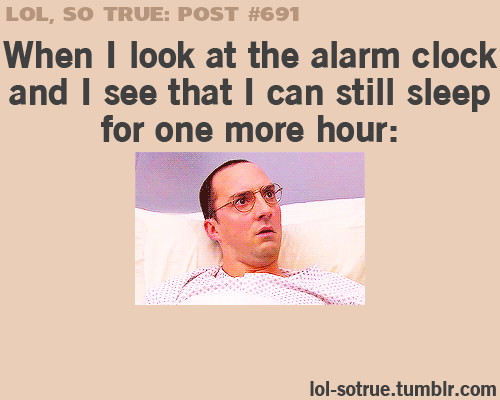 LOL, SO TRUE: POST #691
When I look at the alarm clock
and I see that I can still sleep
for one more hour:
lol-sotrue.tumblr.com